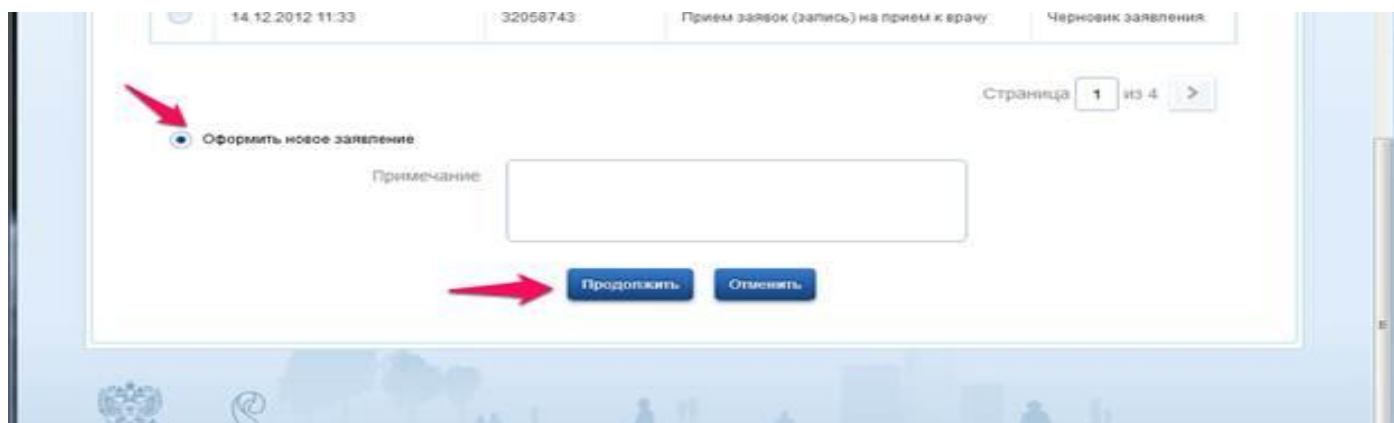 14.12.2012 11:33 32058743 Прием заявок (запись) на прием к врачу Черновик заявления
Страница 1 из 4 >
Оформить новое заявление
Примечание
Продолжить Отменить